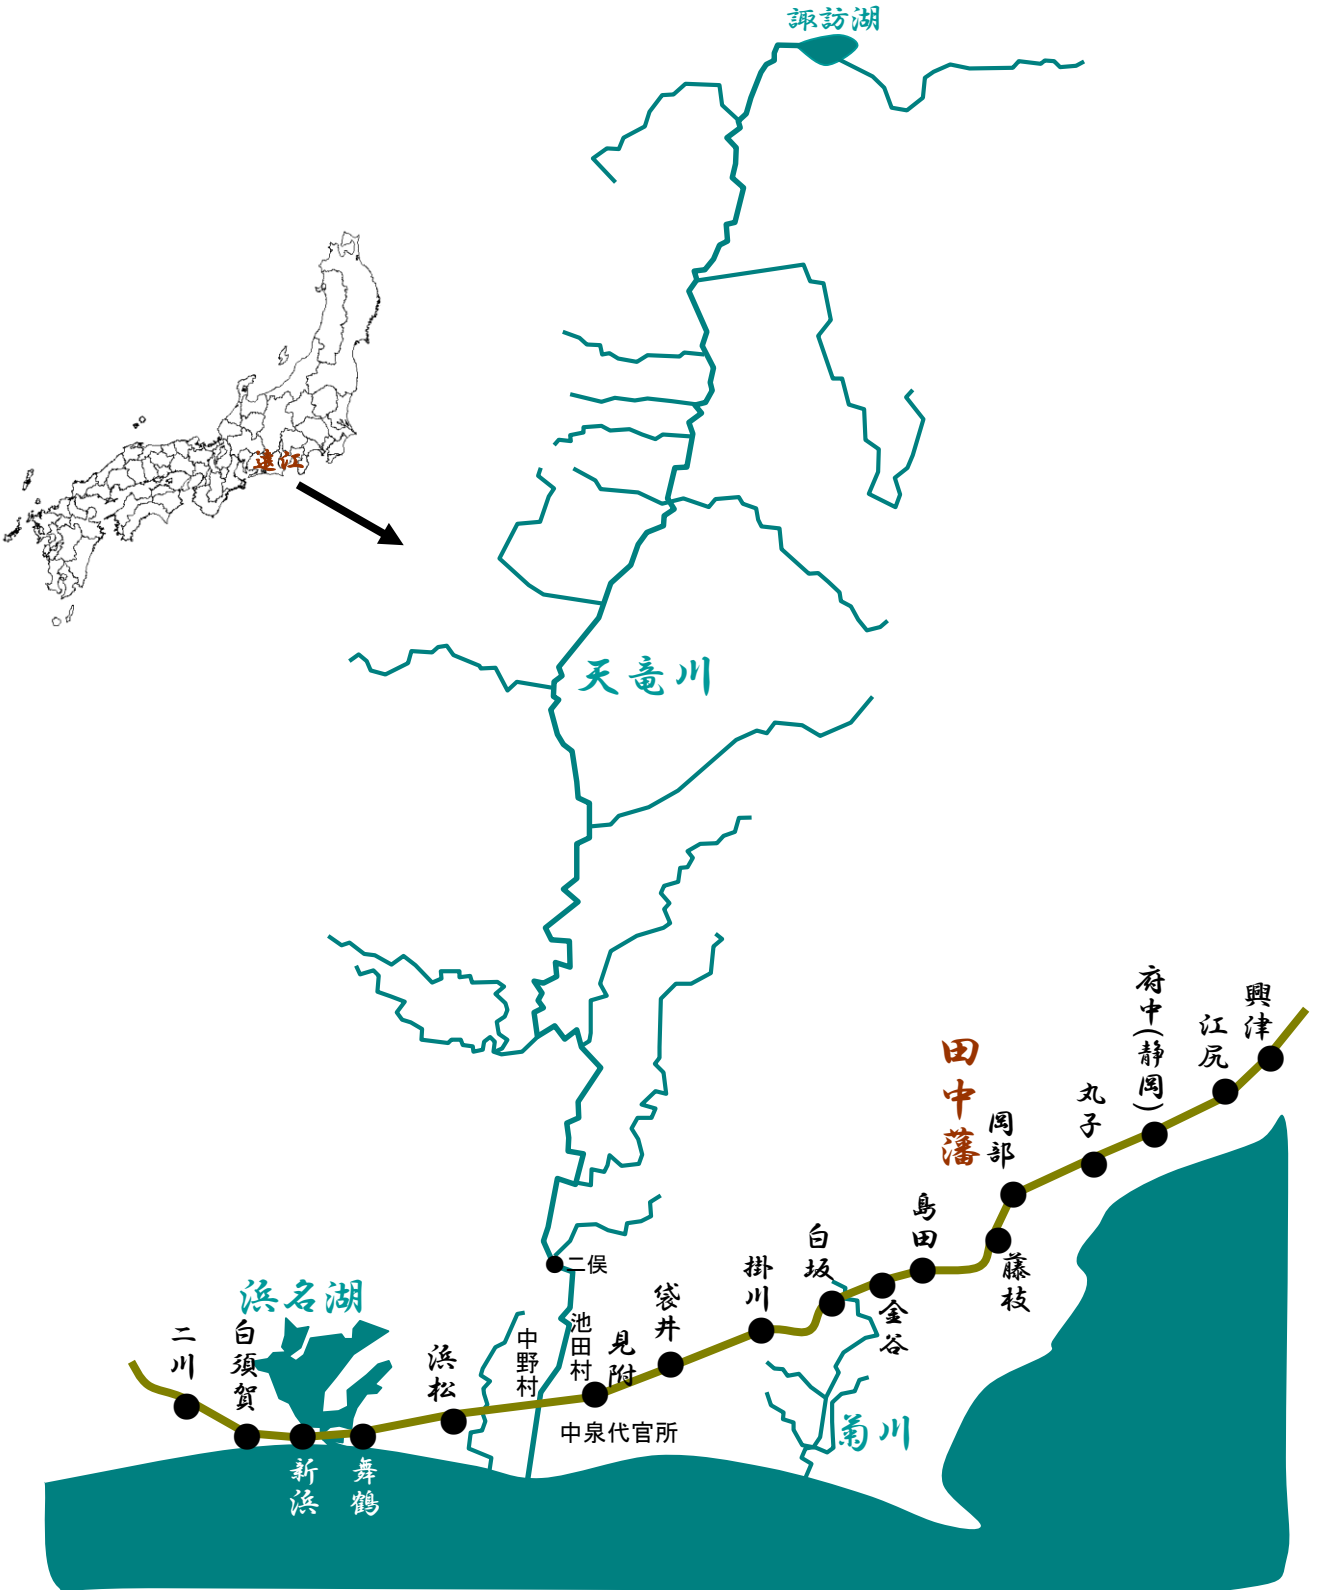 諏訪湖
遠江
天竜川
興津
江尻
府中(静岡)
丸子
岡部
田中藩
藤枝
島田
金谷
白坂
掛川
袋井
見附
池田村
中野村
二俣
中泉代官所
浜松
浜名湖
白須賀
二川
新浜
舞鶴
菊川